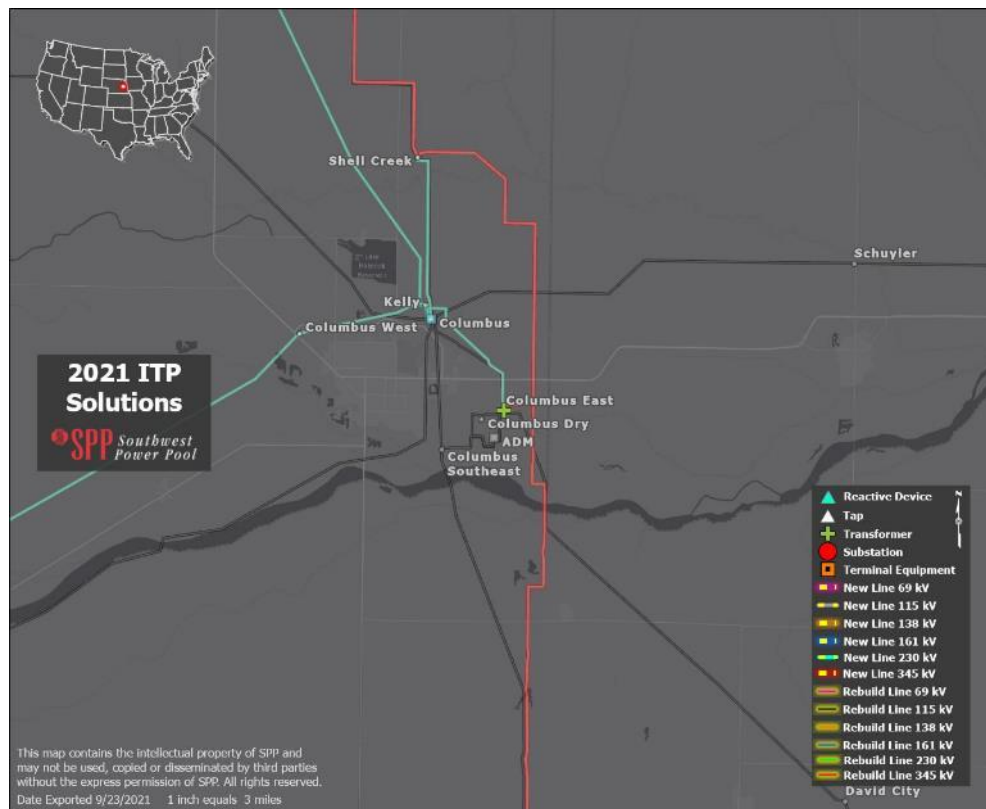 Shell Creek
Schuyler
Kelly
Columbus
Columbus West
2021 ITP
Solutions
SPP Southwest
Power Pool
Columbus East
Columbus Dry
ADM
Columbus
Southeast
N
Reactive Device
Tap
Transformer
Substation
Terminal Equipment
New Line 69 kV
New Line 115 kV
New Line 138 kV
New Line 161 kV
New Line 230 kV
New Line 345 kV
Rebuild Line 69 kV
Rebuild Line 115 kV
Rebuild Line 138 kV
Rebuild Line 161 kV
Rebuild Line 230 kV
Rebuild Line 345 kV
This map contains the intellectual property of SPP and
may not be used, copied or disseminated by third parties
without the express permission of SPP. All rights reserved.
Date Exported 9/23/2021 1 inch equals 3 miles
David City